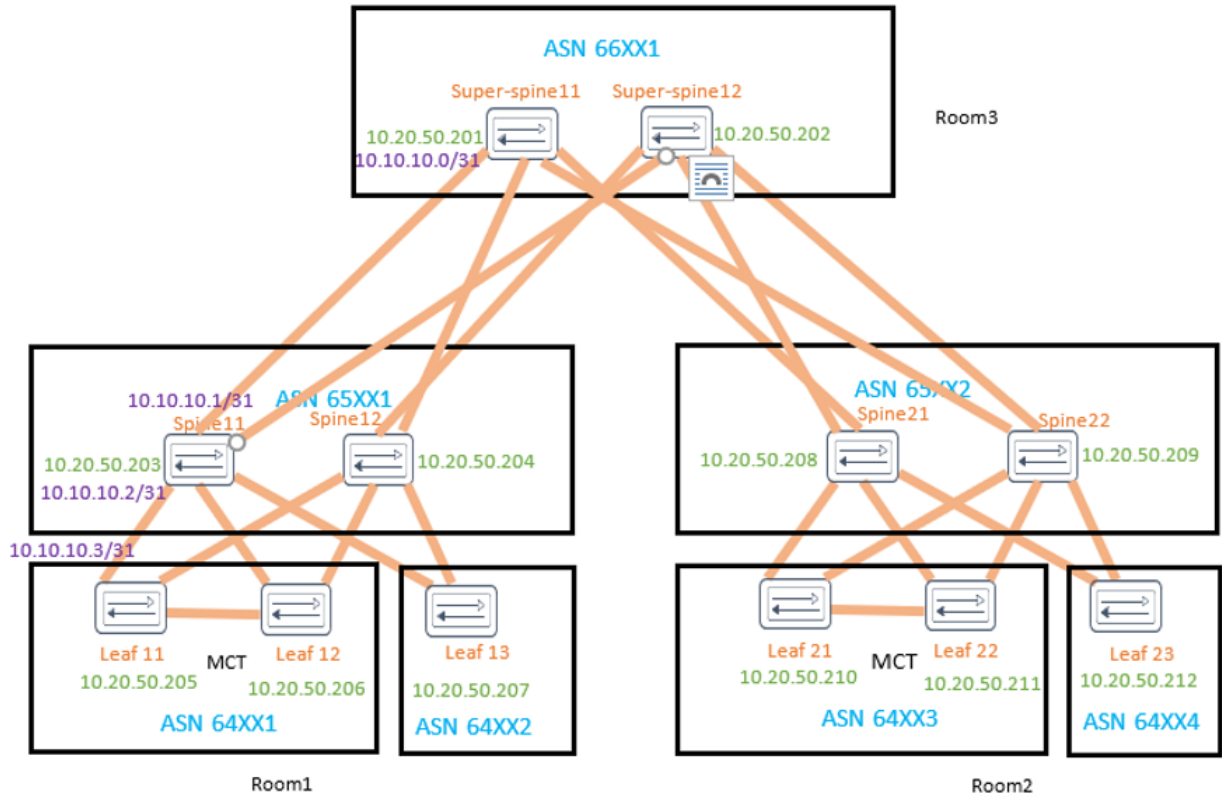 ASN 66XX1
Super-spine11
Super-spine12
Room3
10.20.50.201
10.20.50.202
10.10.10.0/31
ASN 65XX1
10.10.10.1/31
Spine11
Spine12
10.20.50.203
10.20.50.204
10.10.10.2/31
ASN 65XX2
Spine21
Spine22
10.20.50.208
10.20.50.209
10.10.10.3/31
Leaf 11
MCT
Leaf 12
10.20.50.205
10.20.50.206
ASN 64XX1
Leaf 13
10.20.50.207
ASN 64XX2
Leaf 21
MCT
Leaf 22
10.20.50.210
10.20.50.211
ASN 64XX3
Leaf 23
10.20.50.212
ASN 64XX4
Room1
Room2